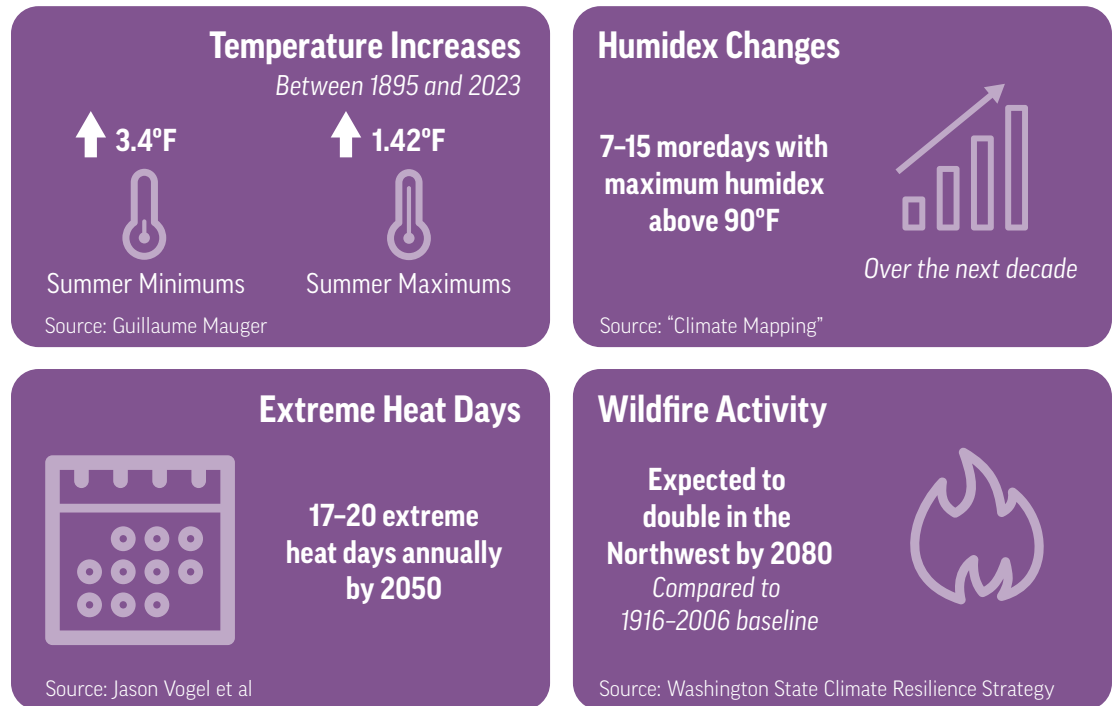 Temperature Increases
Between 1895 and 2023
3.4°F
1.42°F
Summer Minimums
Summer Maximums
Source: Guillaume Mauger
Humidex Changes
7–15 moredays with
maximum humidex
above 90°F
Over the next decade
Source: “Climate Mapping”
Extreme Heat Days
17–20 extreme
heat days annually
by 2050
Source: Jason Vogel et al
Wildfire Activity
Expected to
double in the
Northwest by 2080
Compared to
1916–2006 baseline
Source: Washington State Climate Resilience Strategy